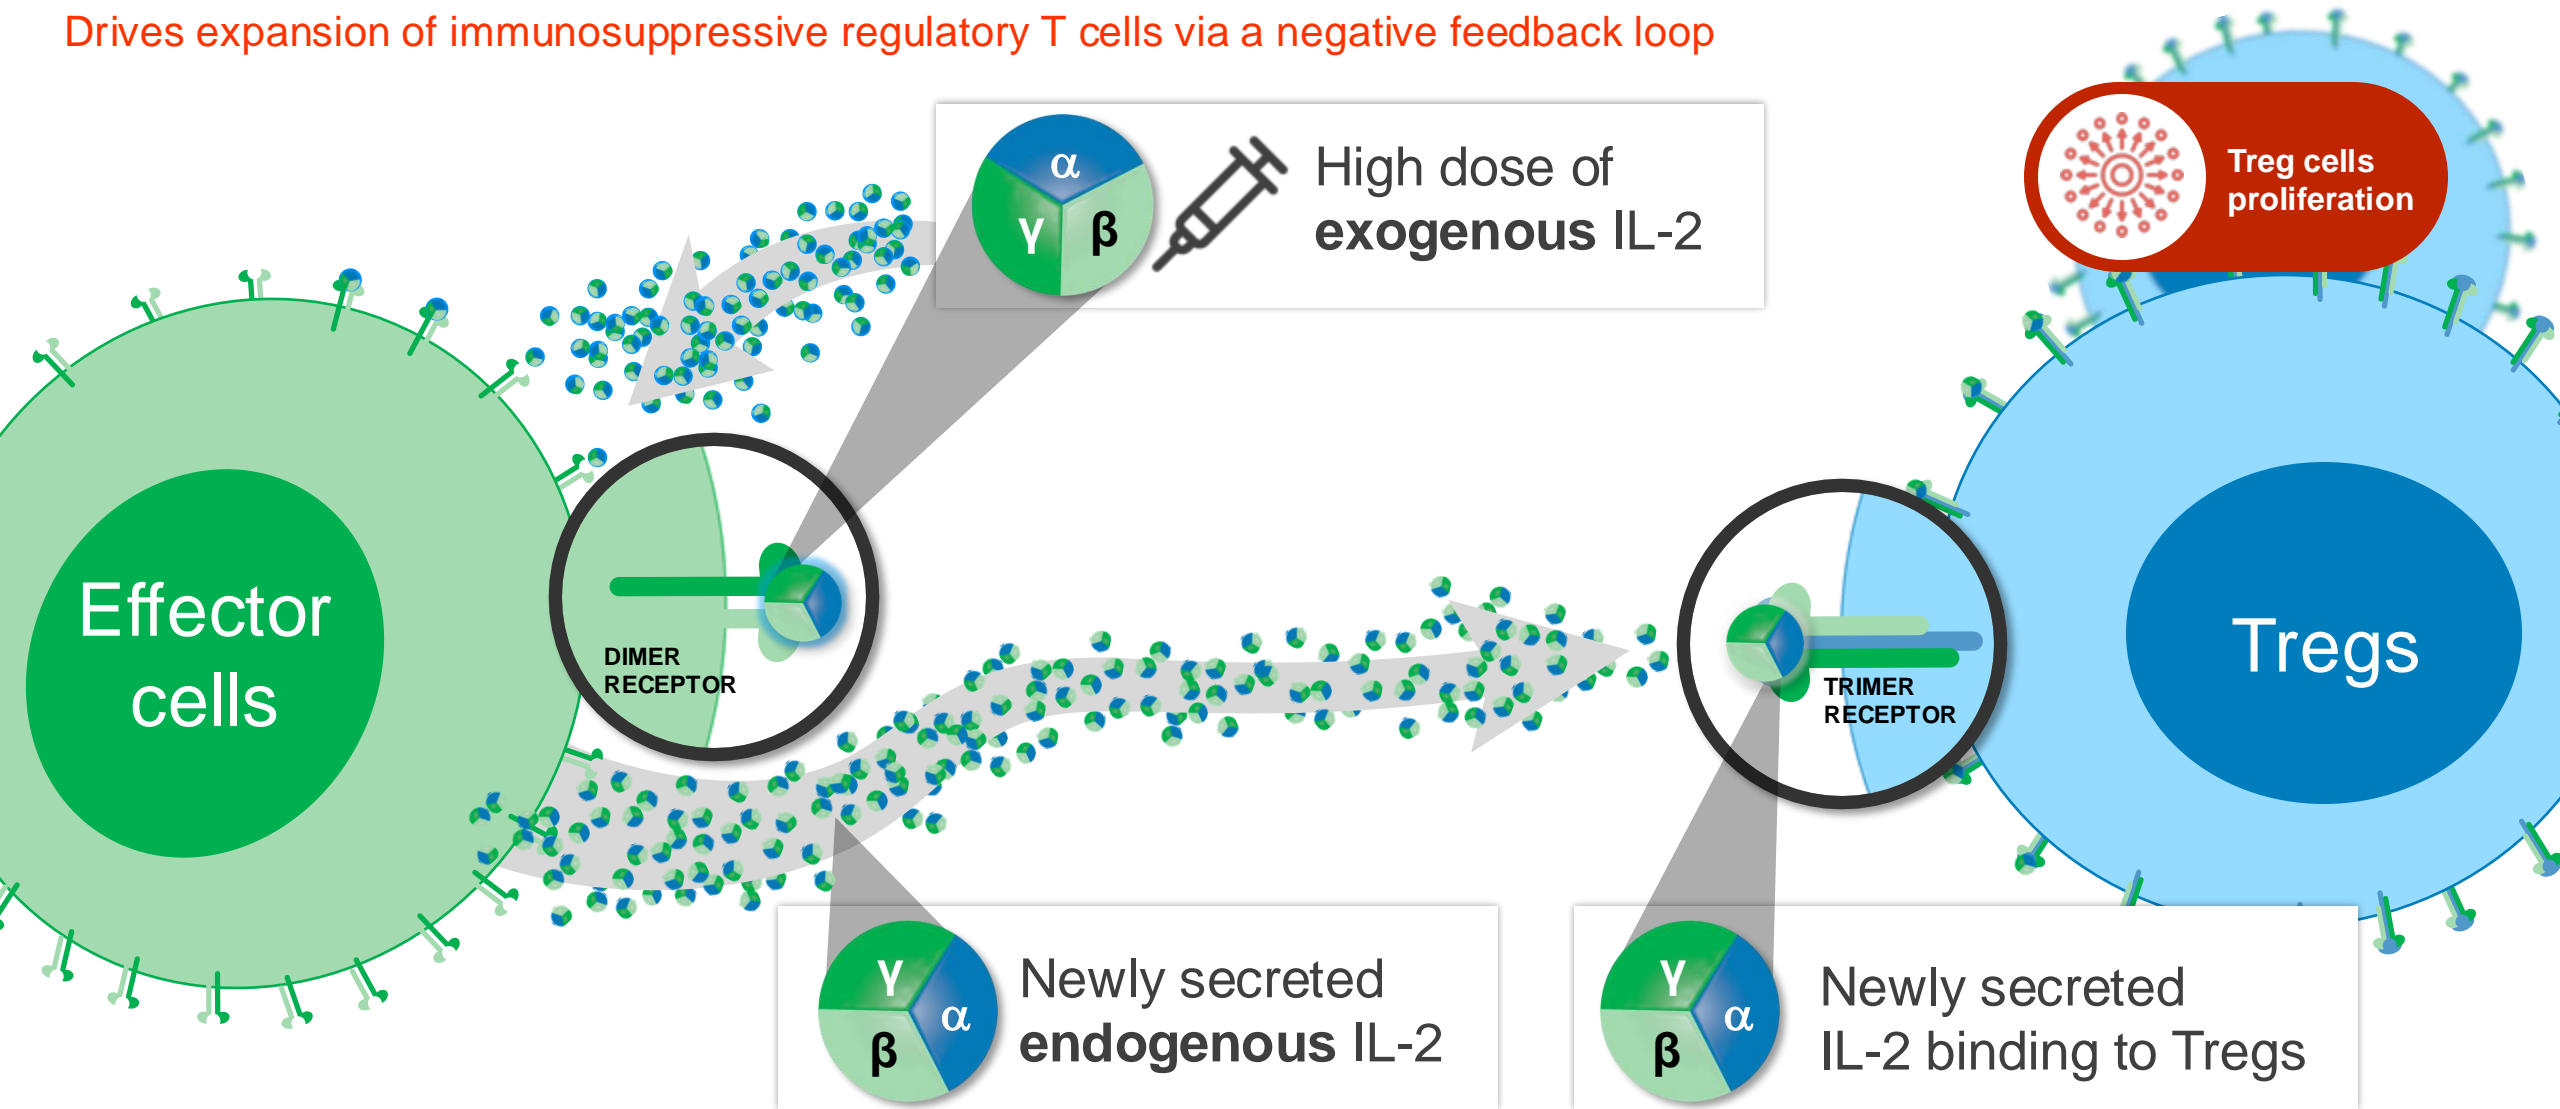 Drives expansion of immunosuppressive regulatory T cells via a negative feedback loop
α
γ
β
High dose of
exogenous IL-2
Treg cells
proliferation
Effector
cells
DIMER
RECEPTOR
TRIMER
RECEPTOR
Tregs
γ
α
β
Newly secreted
endogenous IL-2
γ
α
β
Newly secreted
IL-2 binding to Tregs